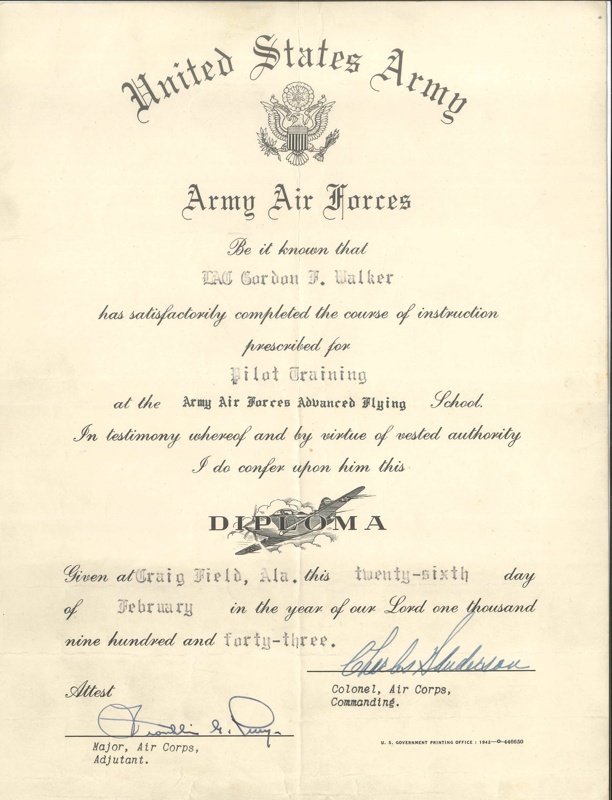 United States Army
Army Air Forces
Be it known that
LAC Gordon F. Walker
has satisfactorily completed the course of instruction
prescribed for
Pilot Training
at the Army Air Forces Advanced Flying School.
In testimony whereof and by virtue of vested authority
I do confer upon him this
DIPLOMA
Given at Craig Field, Ala. this twenty-sixth day
of February in the year of our Lord one thousand
nine hundred and forty-three.
Colonel, Air Corps,
Commanding.
Attest
Major, Air Corps,
Adjutant.
U. S. GOVERNMENT PRINTING OFFICE : 1942—O-446650